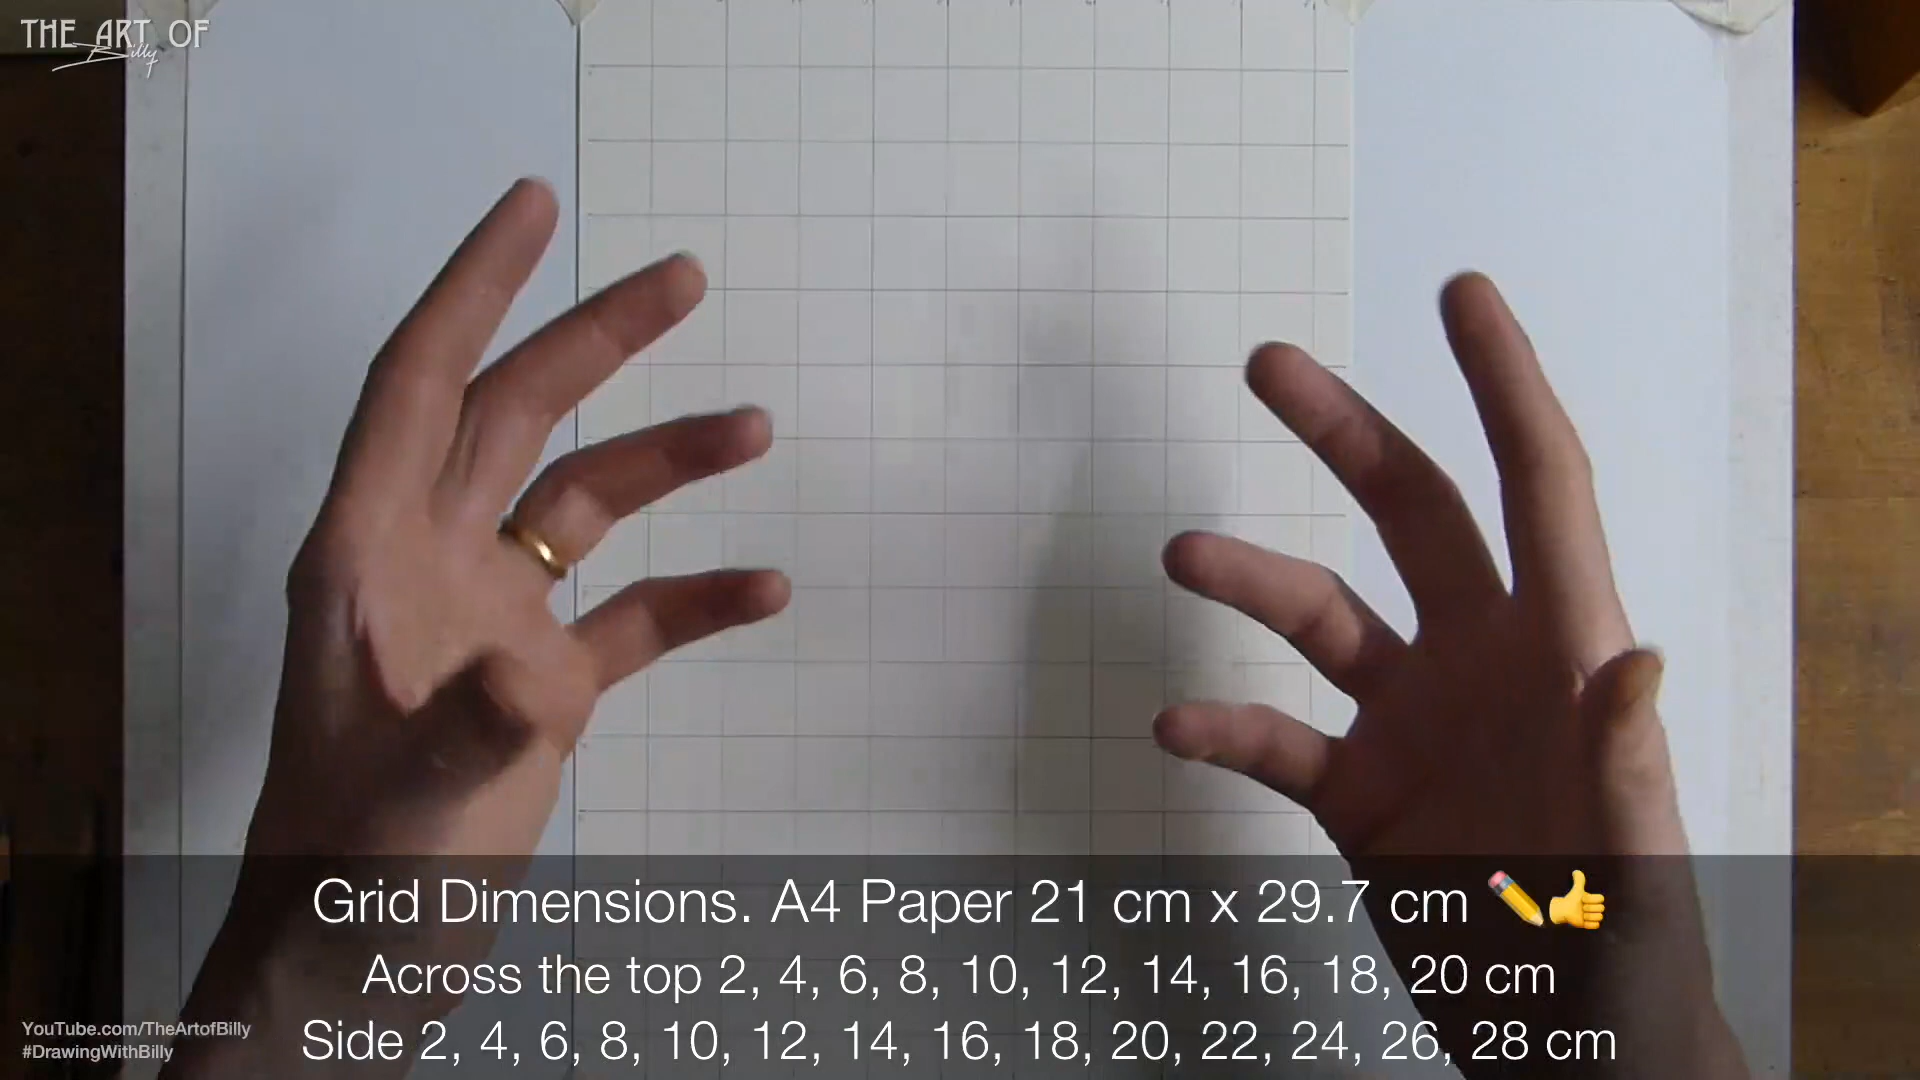 THE ART OF
Billy
Grid Dimensions. A4 Paper 21 cm x 29.7 cm ✏️👍
Across the top 2, 4, 6, 8, 10, 12, 14, 16, 18, 20 cm
Side 2, 4, 6, 8, 10, 12, 14, 16, 18, 20, 22, 24, 26, 28 cm
YouTube.com/TheArtofBilly
#DrawingWithBilly